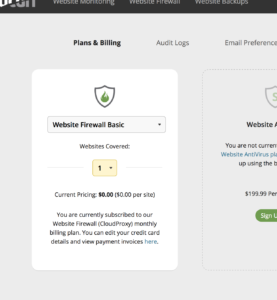 Website Monitoring Website Firewall Website Backups
Plans & Billing Audit Logs Email Preference
Website Firewall Basic
Websites Covered:
1
Current Pricing: $0.00 ($0.00 per site)
You are currently subscribed to our
Website Firewall (CloudProxy) monthly
billing plan. You can edit your credit card
details and view payment invoices here.
Website A
You are not curren
Website AntiVirus pla
up using the b
$199.99 Per
Sign U